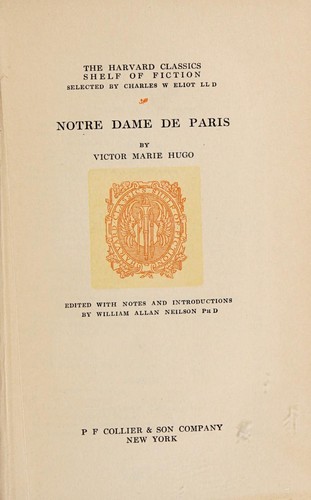 THE HARVARD CLASSICS
SHELF OF FICTION
SELECTED BY CHARLES W ELIOT LL D
NOTRE DAME DE PARIS
BY
VICTOR MARIE HUGO
EDITED WITH NOTES AND INTRODUCTIONS
BY WILLIAM ALLAN NEILSON PH D
P F COLLIER & SON COMPANY
NEW YORK